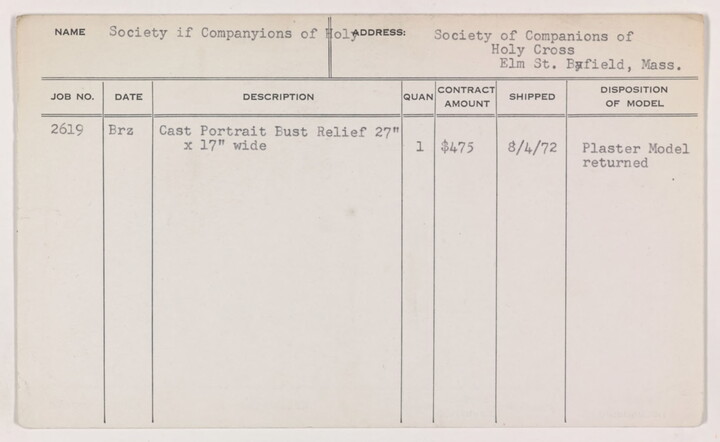 NAME Society if Companyions of Holy ADDRESS: Society of Companions of
Holy Cross
Elm St. Byfield, Mass.
JOB NO. DATE DESCRIPTION QUAN CONTRACT AMOUNT SHIPPED DISPOSITION OF MODEL
2619 Brz Cast Portrait Bust Relief 27"
x 17" wide 1 $475 8/4/72 Plaster Model
returned